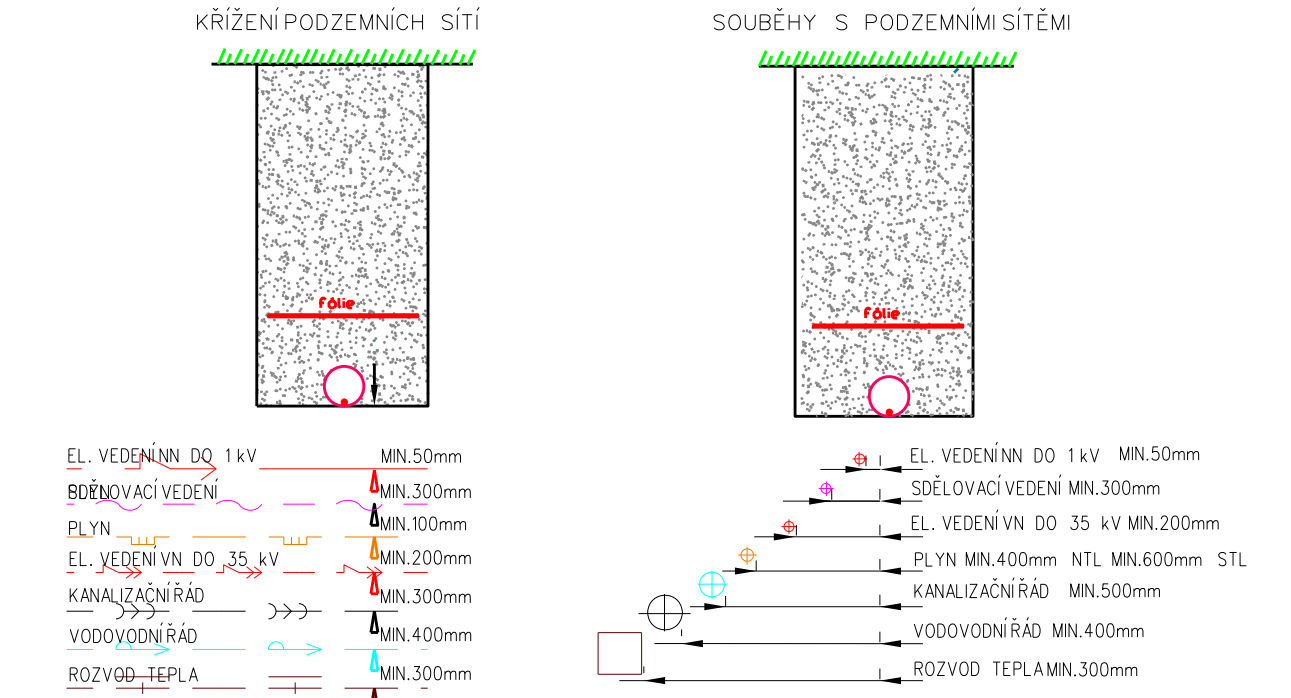 KŘÍŽENÍ PODZEMNÍCH SÍTÍ
fólie
EL. VEDENÍ NN DO 1kV MIN.50mm
SDĚLOVACÍ VEDENÍ MIN.300mm
PLYN MIN.100mm
EL. VEDENÍ VN DO 35 kV MIN.200mm
KANALIZAČNÍ ŘÁD MIN.300mm
VODOVODNÍ ŘÁD MIN.400mm
ROZVOD TEPLA MIN.300mm
SOUBĚHY S PODZEMNÍMI SÍTĚMI
fólie
EL. VEDENÍ NN DO 1kV MIN.50mm
SDĚLOVACÍ VEDENÍ MIN.300mm
EL. VEDENÍ VN DO 35 kV MIN.200mm
PLYN MIN.400mm NTL MIN.600mm STL
KANALIZAČNÍ ŘÁD MIN.500mm
VODOVODNÍ ŘÁD MIN.400mm
ROZVOD TEPLA MIN.300mm